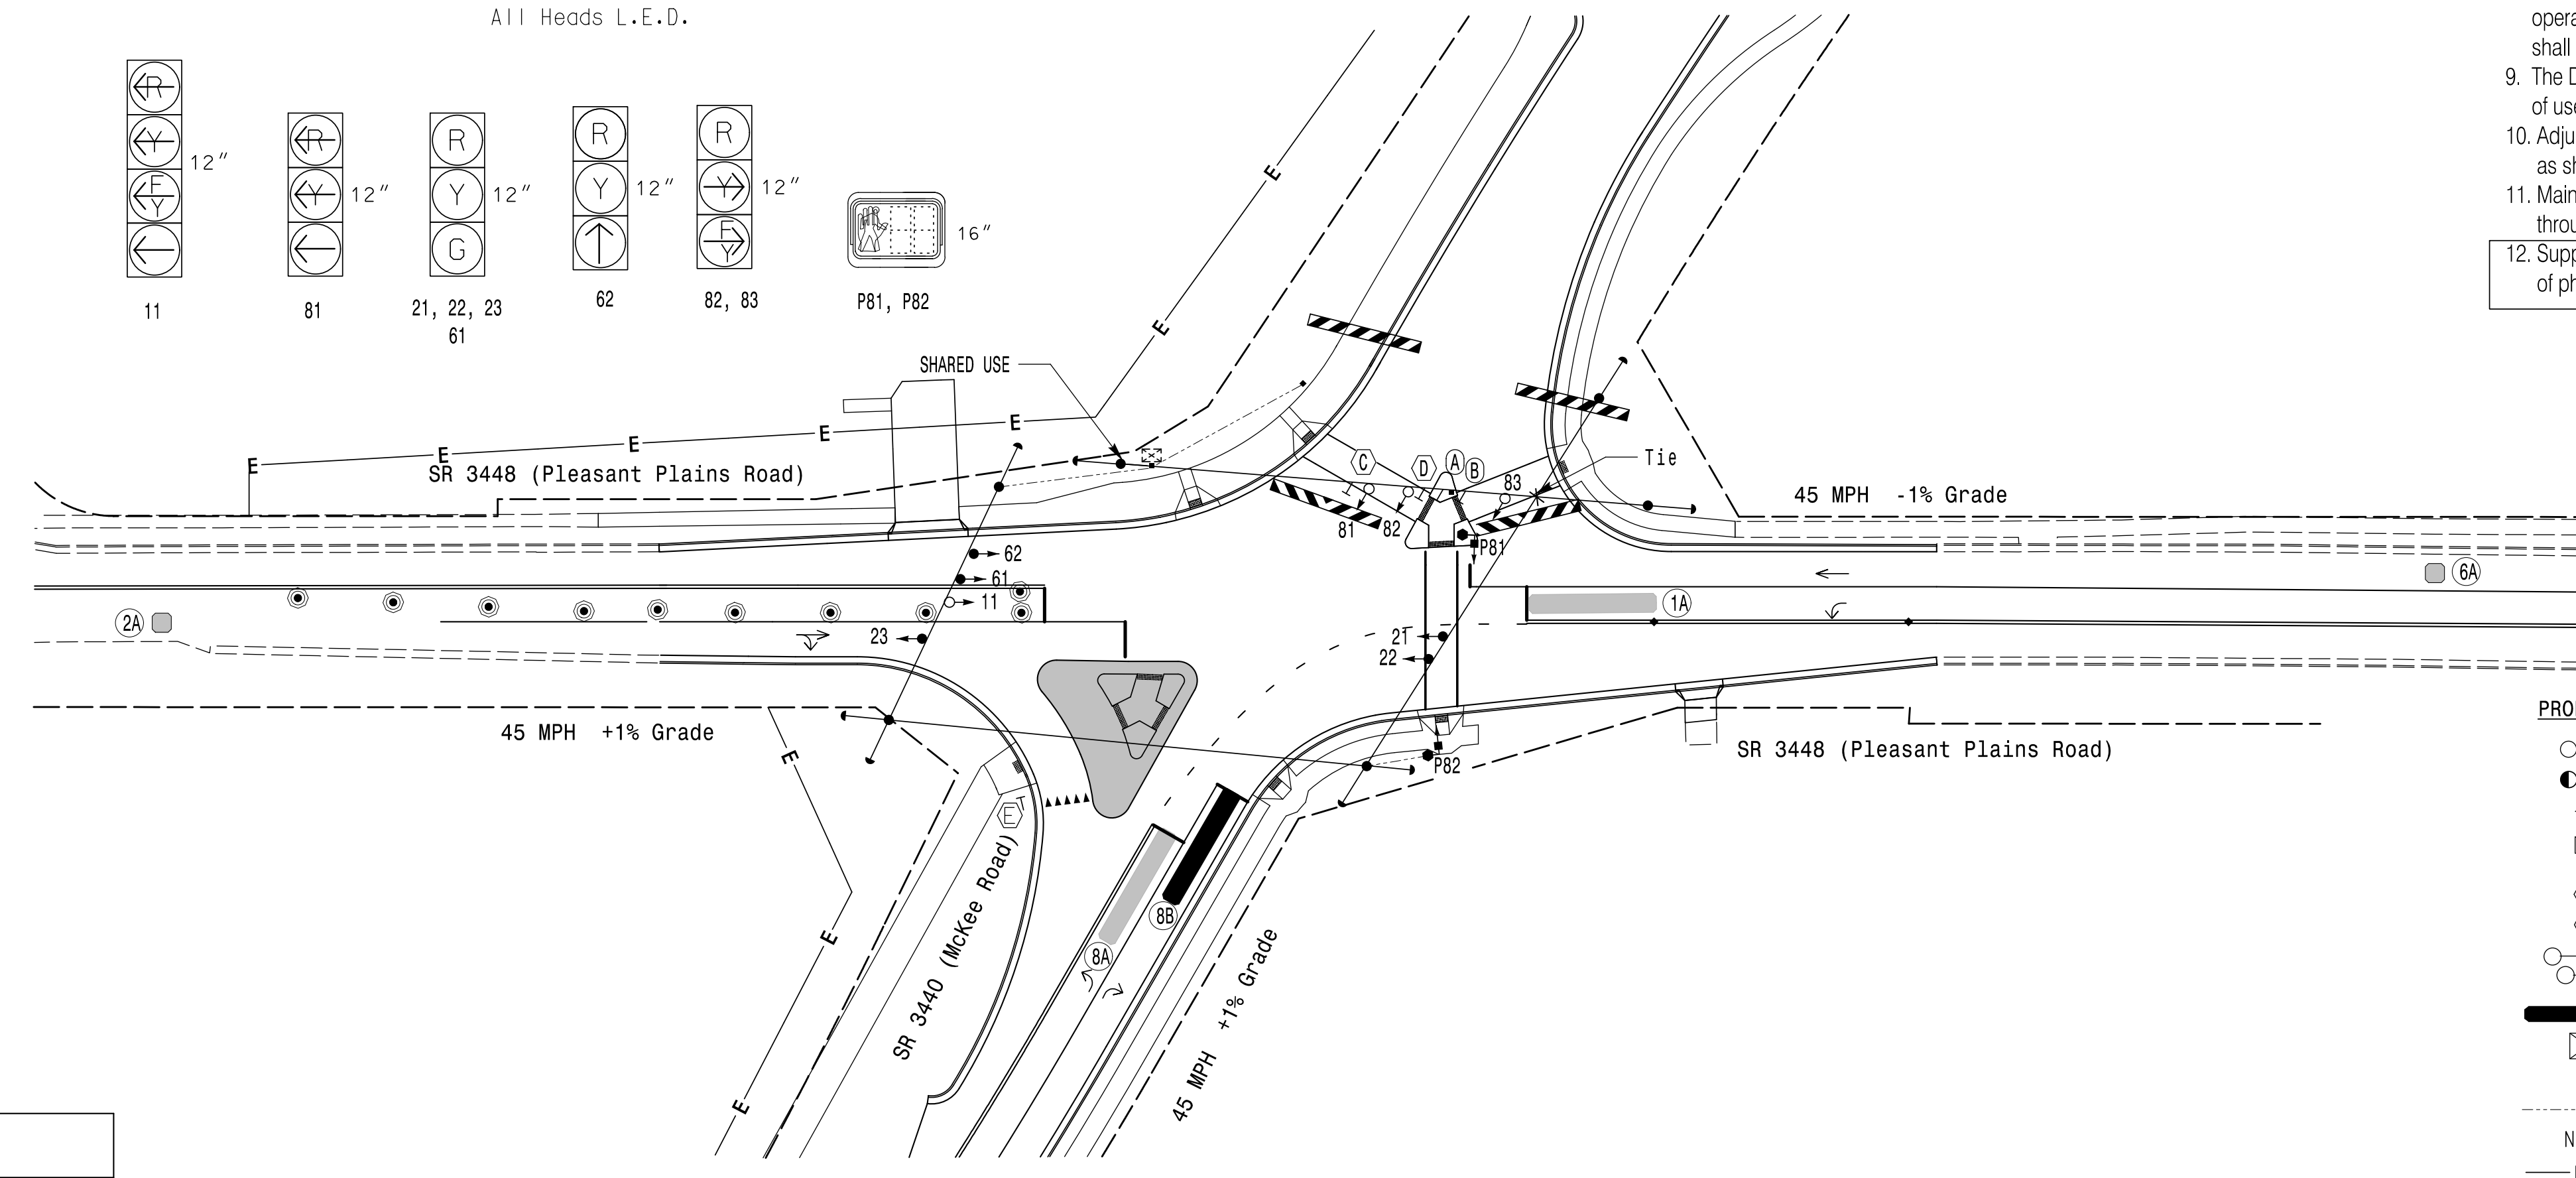 All Heads L.E.D.
R
Y
F
Y
12"
11
R
Y
12"
81
R
Y
G
12"
21, 22, 23
61
R
Y
12"
62
R
Y
F
Y
12"
82, 83
16"
P81, P82
shall
9. The D
10. Adju
as sh
11. Main
throu
12. Supp
of ph
E
E
SHARED USE
E
E
E
E
E
SR 3448 (Pleasant Plains Road)
C
D
A
B
83
Tie
81
82
P81
45 MPH -1% Grade
62
61
11
2A
23
21
22
1A
6A
45 MPH +1% Grade
SR 3448 (Pleasant Plains Road)
P82
E
E
T
E
E
8B
8A
SR 3440 (McKee Road)
45 MPH +1% Grade
N